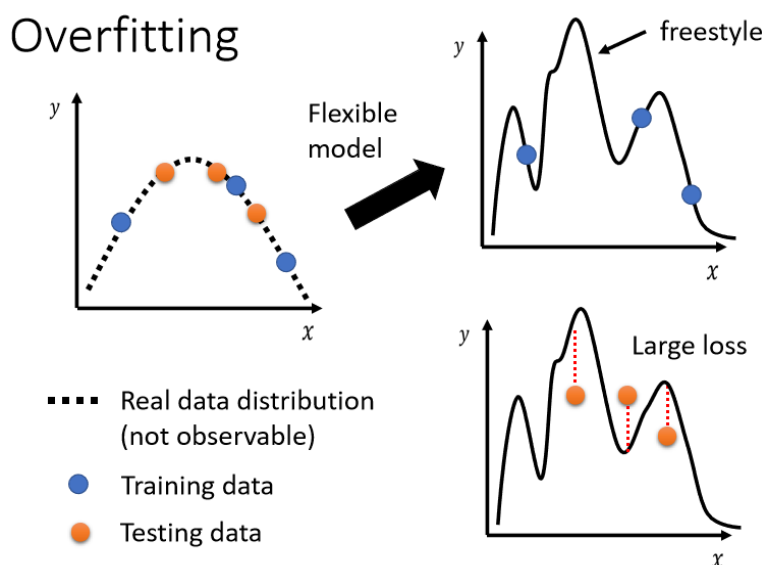 Overfitting
y
x
Flexible
model
y
freestyle
x
y
Large loss
x
Real data distribution
(not observable)
Training data
Testing data